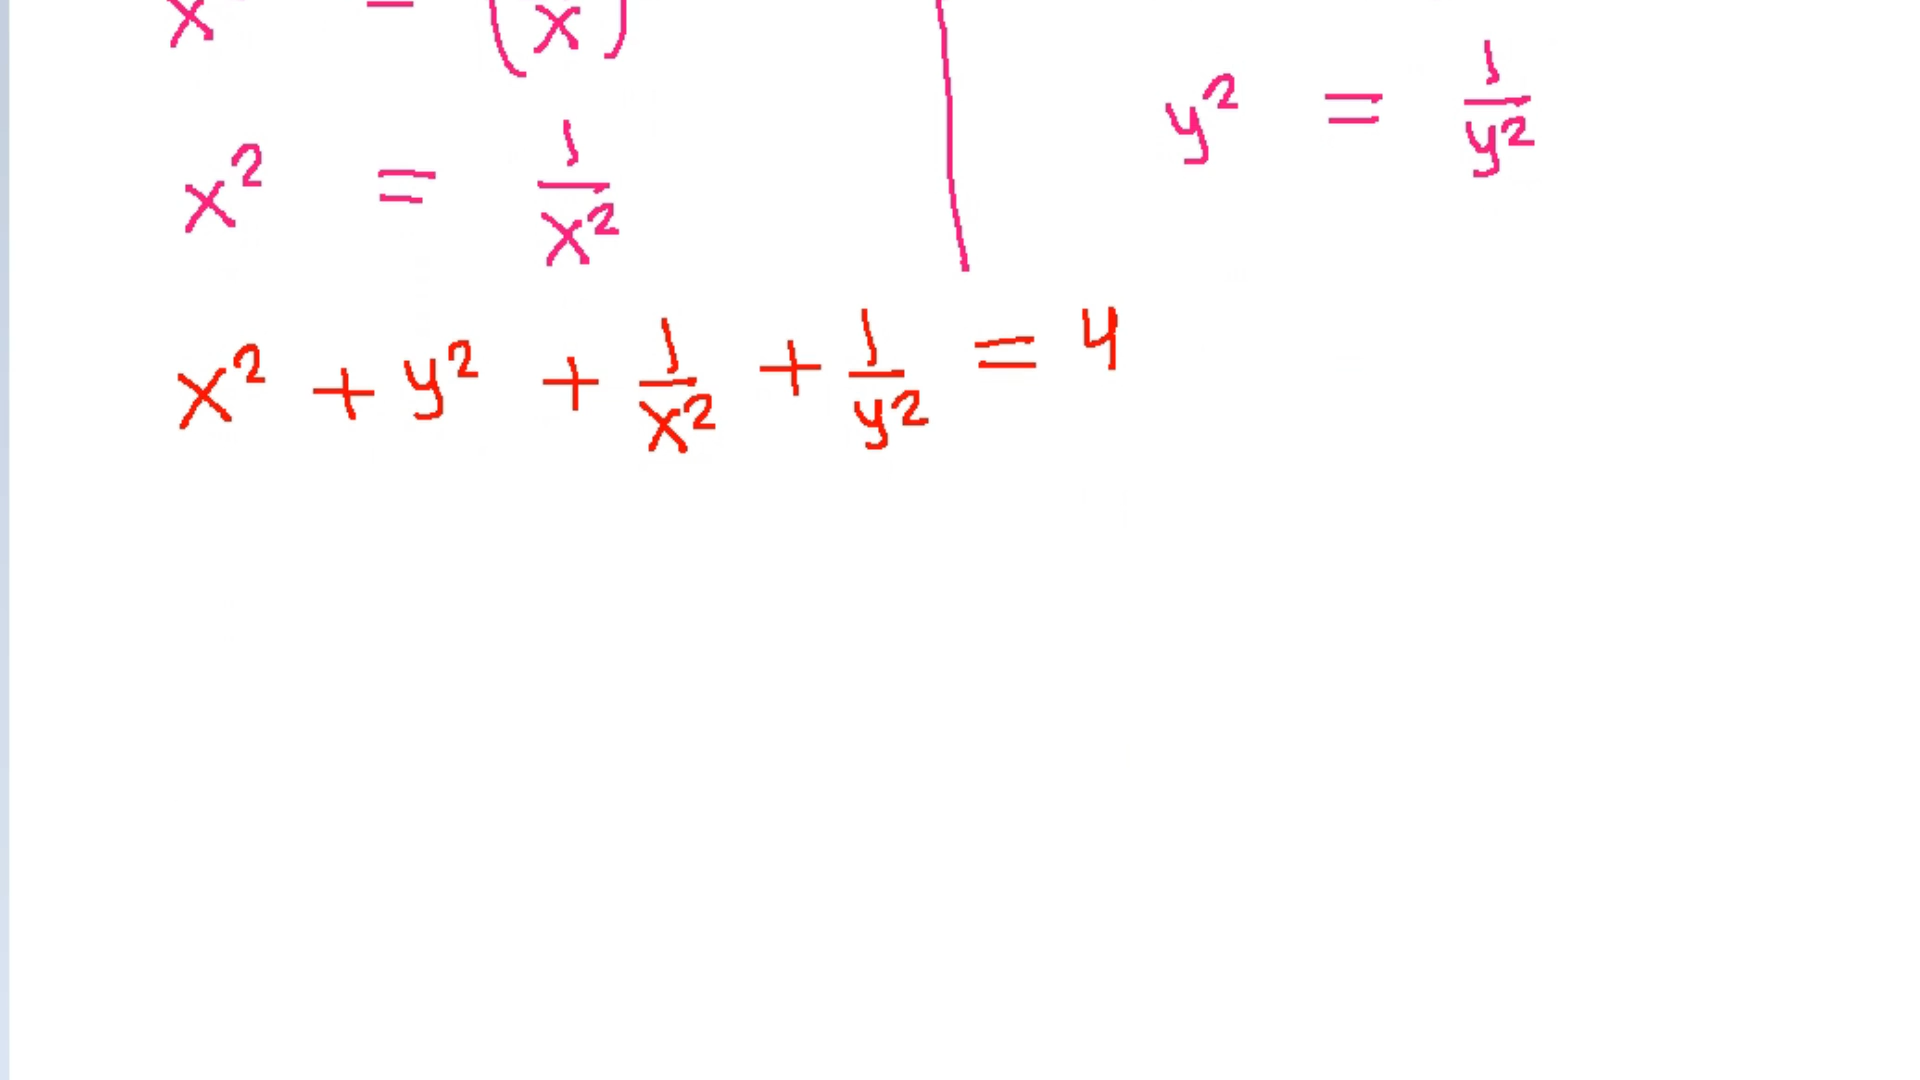 x = (x)
y² = 1/y²
x² = 1/x²
x² + y² + 1/x² + 1/y² = 4